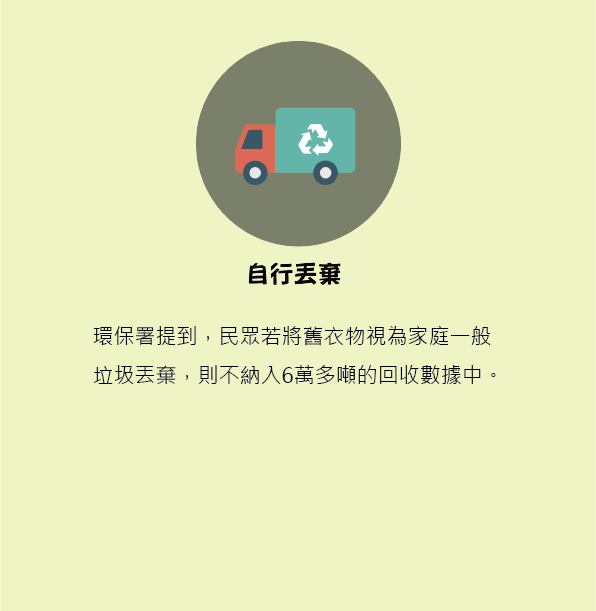 自行丟棄
環保署提到，民眾若將舊衣物視為家庭一般
垃圾丟棄，則不納入6萬多噸的回收數據中。